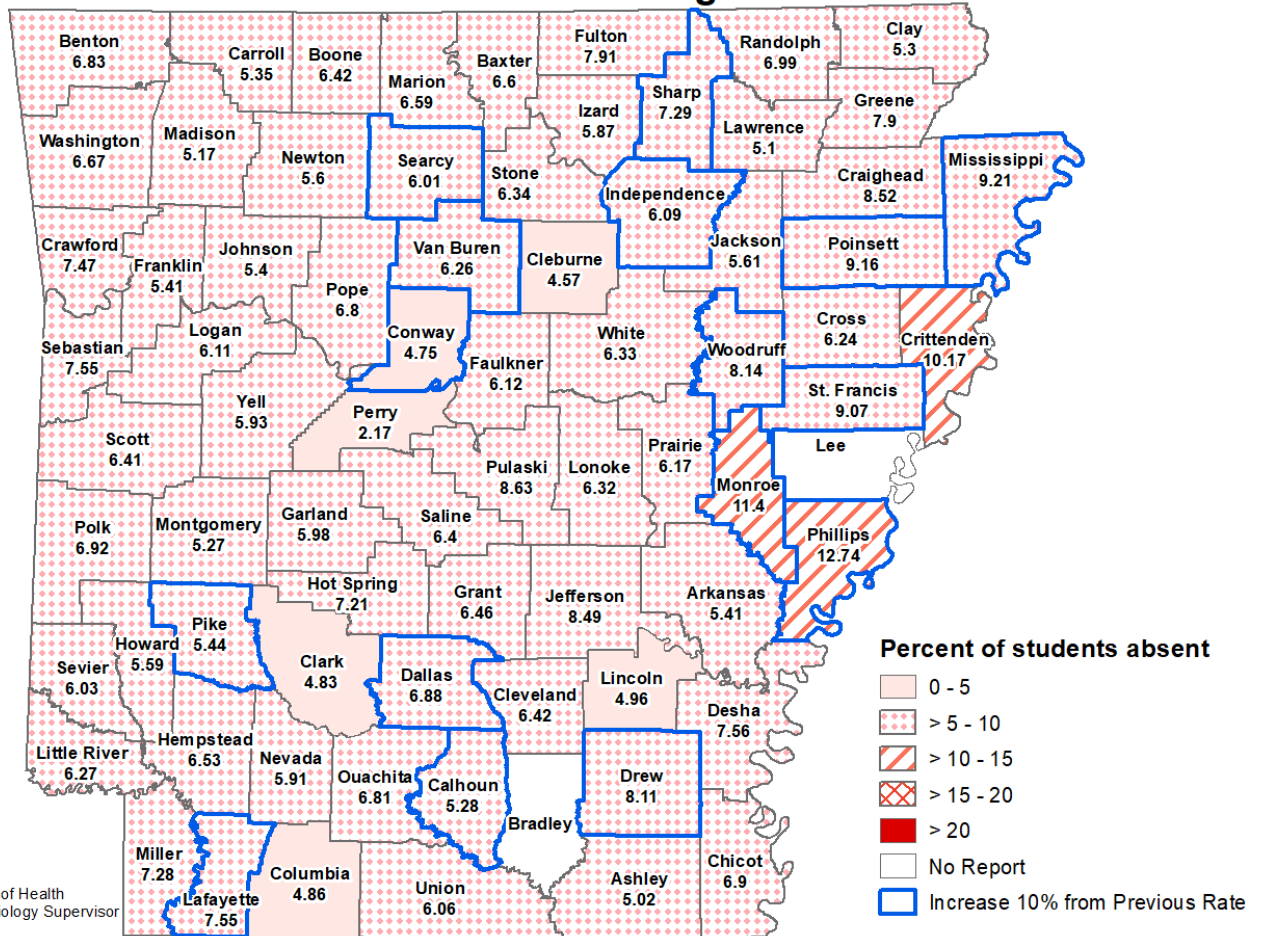 g
Benton
6.83
Carroll
5.35
Boone
6.42
Marion
6.59
Baxter
6.6
Fulton
7.91
Sharp
7.29
Randolph
6.99
Clay
5.3
Greene
7.9
Izard
5.87
Lawrence
5.1
Washington
6.67
Madison
5.17
Newton
5.6
Searcy
6.01
Stone
6.34
Independence
6.09
Craighead
8.52
Mississippi
9.21
Crawford
7.47
Franklin
5.41
Johnson
5.4
Pope
6.8
Van Buren
6.26
Cleburne
4.57
Jackson
5.61
Poinsett
9.16
Sebastian
7.55
Logan
6.11
Conway
4.75
Faulkner
6.12
White
6.33
Woodruff
8.14
Cross
6.24
Crittenden
10.17
St. Francis
9.07
Scott
6.41
Yell
5.93
Perry
2.17
Pulaski
8.63
Lonoke
6.32
Prairie
6.17
Lee
Monroe
11.4
Phillips
12.74
Polk
6.92
Montgomery
5.27
Garland
5.98
Saline
6.4
Hot Spring
7.21
Grant
6.46
Jefferson
8.49
Arkansas
5.41
Howard
5.59
Pike
5.44
Clark
4.83
Dallas
6.88
Cleveland
6.42
Lincoln
4.96
Desha
7.56
Sevier
6.03
Little River
6.27
Hempstead
6.53
Nevada
5.91
Ouachita
6.81
Calhoun
5.28
Bradley
Drew
8.11
Miller
7.28
Lafayette
7.55
Columbia
4.86
Union
6.06
Ashley
5.02
Chicot
6.9
Percent of students absent
0 - 5
> 5 - 10
> 10 - 15
> 15 - 20
> 20
No Report
Increase 10% from Previous Rate
of Health
ology Supervisor